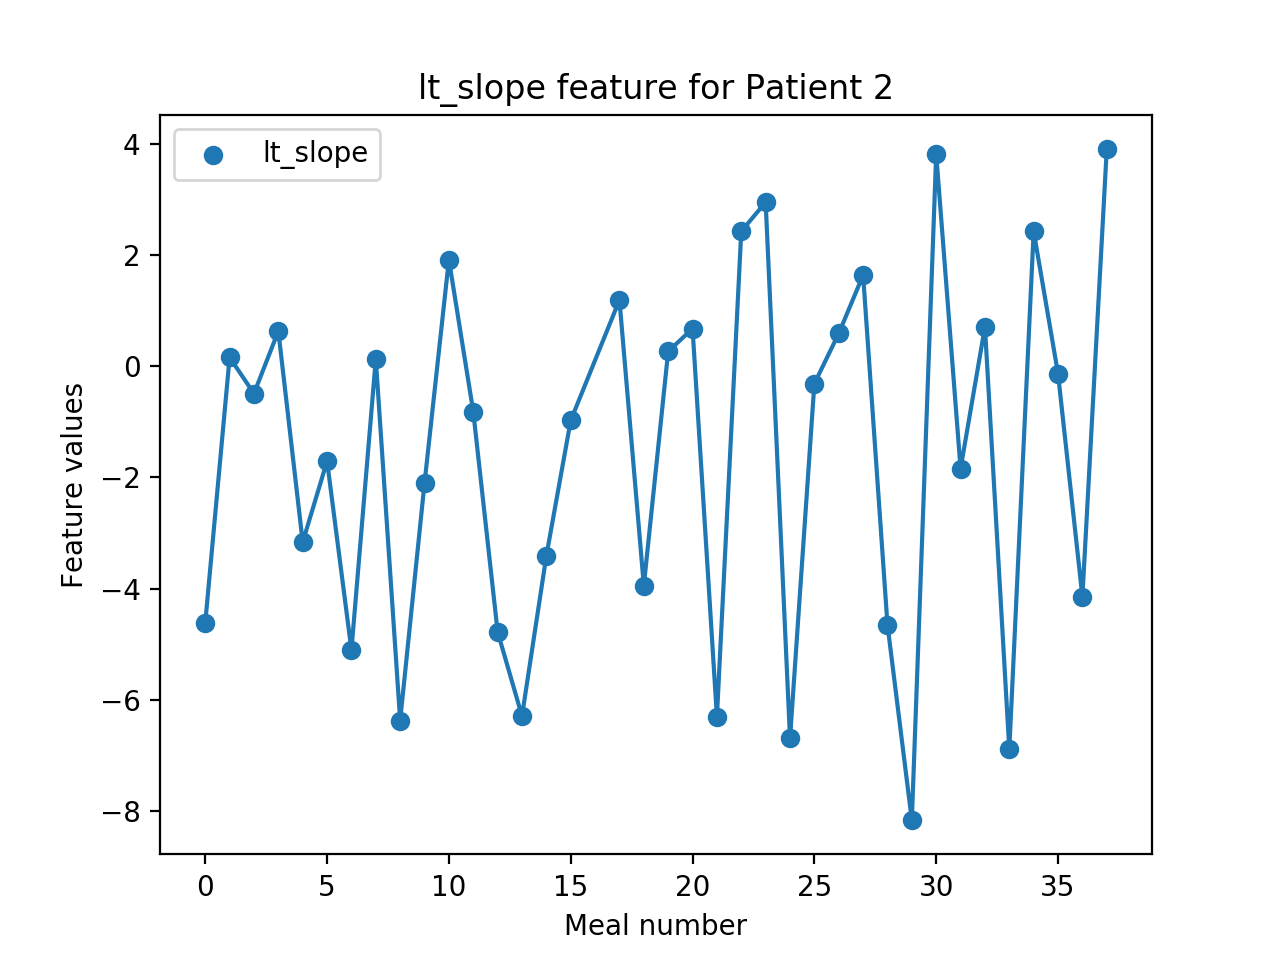 lt_slope feature for Patient 2
lt_slope
4
2
0
−2
−4
−6
−8
Feature values
0 5 10 15 20 25 30 35
Meal number